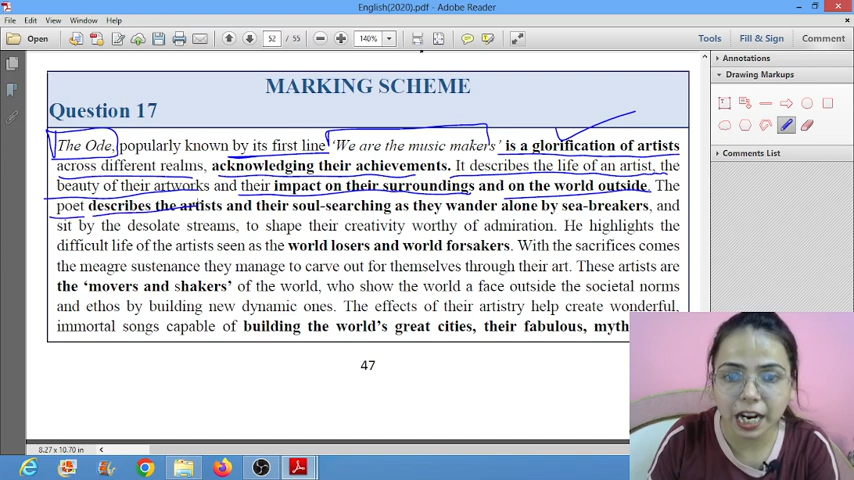 English(2020).pdf - Adobe Reader
File Edit View Window Help
Open 52 / 55 140% Tools Fill & Sign Comment
Annotations
Drawing Markups
Comments List
MARKING SCHEME
Question 17
The Ode, popularly known by its first line 'We are the music makers' is a glorification of artists
across different realms, acknowledging their achievements. It describes the life of an artist, the
beauty of their artworks and their impact on their surroundings and on the world outside. The
poet describes the artists and their soul-searching as they wander alone by sea-breakers, and
sit by the desolate streams, to shape their creativity worthy of admiration. He highlights the
difficult life of the artists seen as the world losers and world forsakers. With the sacrifices comes
the meagre sustenance they manage to carve out for themselves through their art. These artists are
the 'movers and shakers' of the world, who show the world a face outside the societal norms
and ethos by building new dynamic ones. The effects of their artistry help create wonderful,
immortal songs capable of building the world's great cities, their fabulous,
47
8.27 x 10.70 in